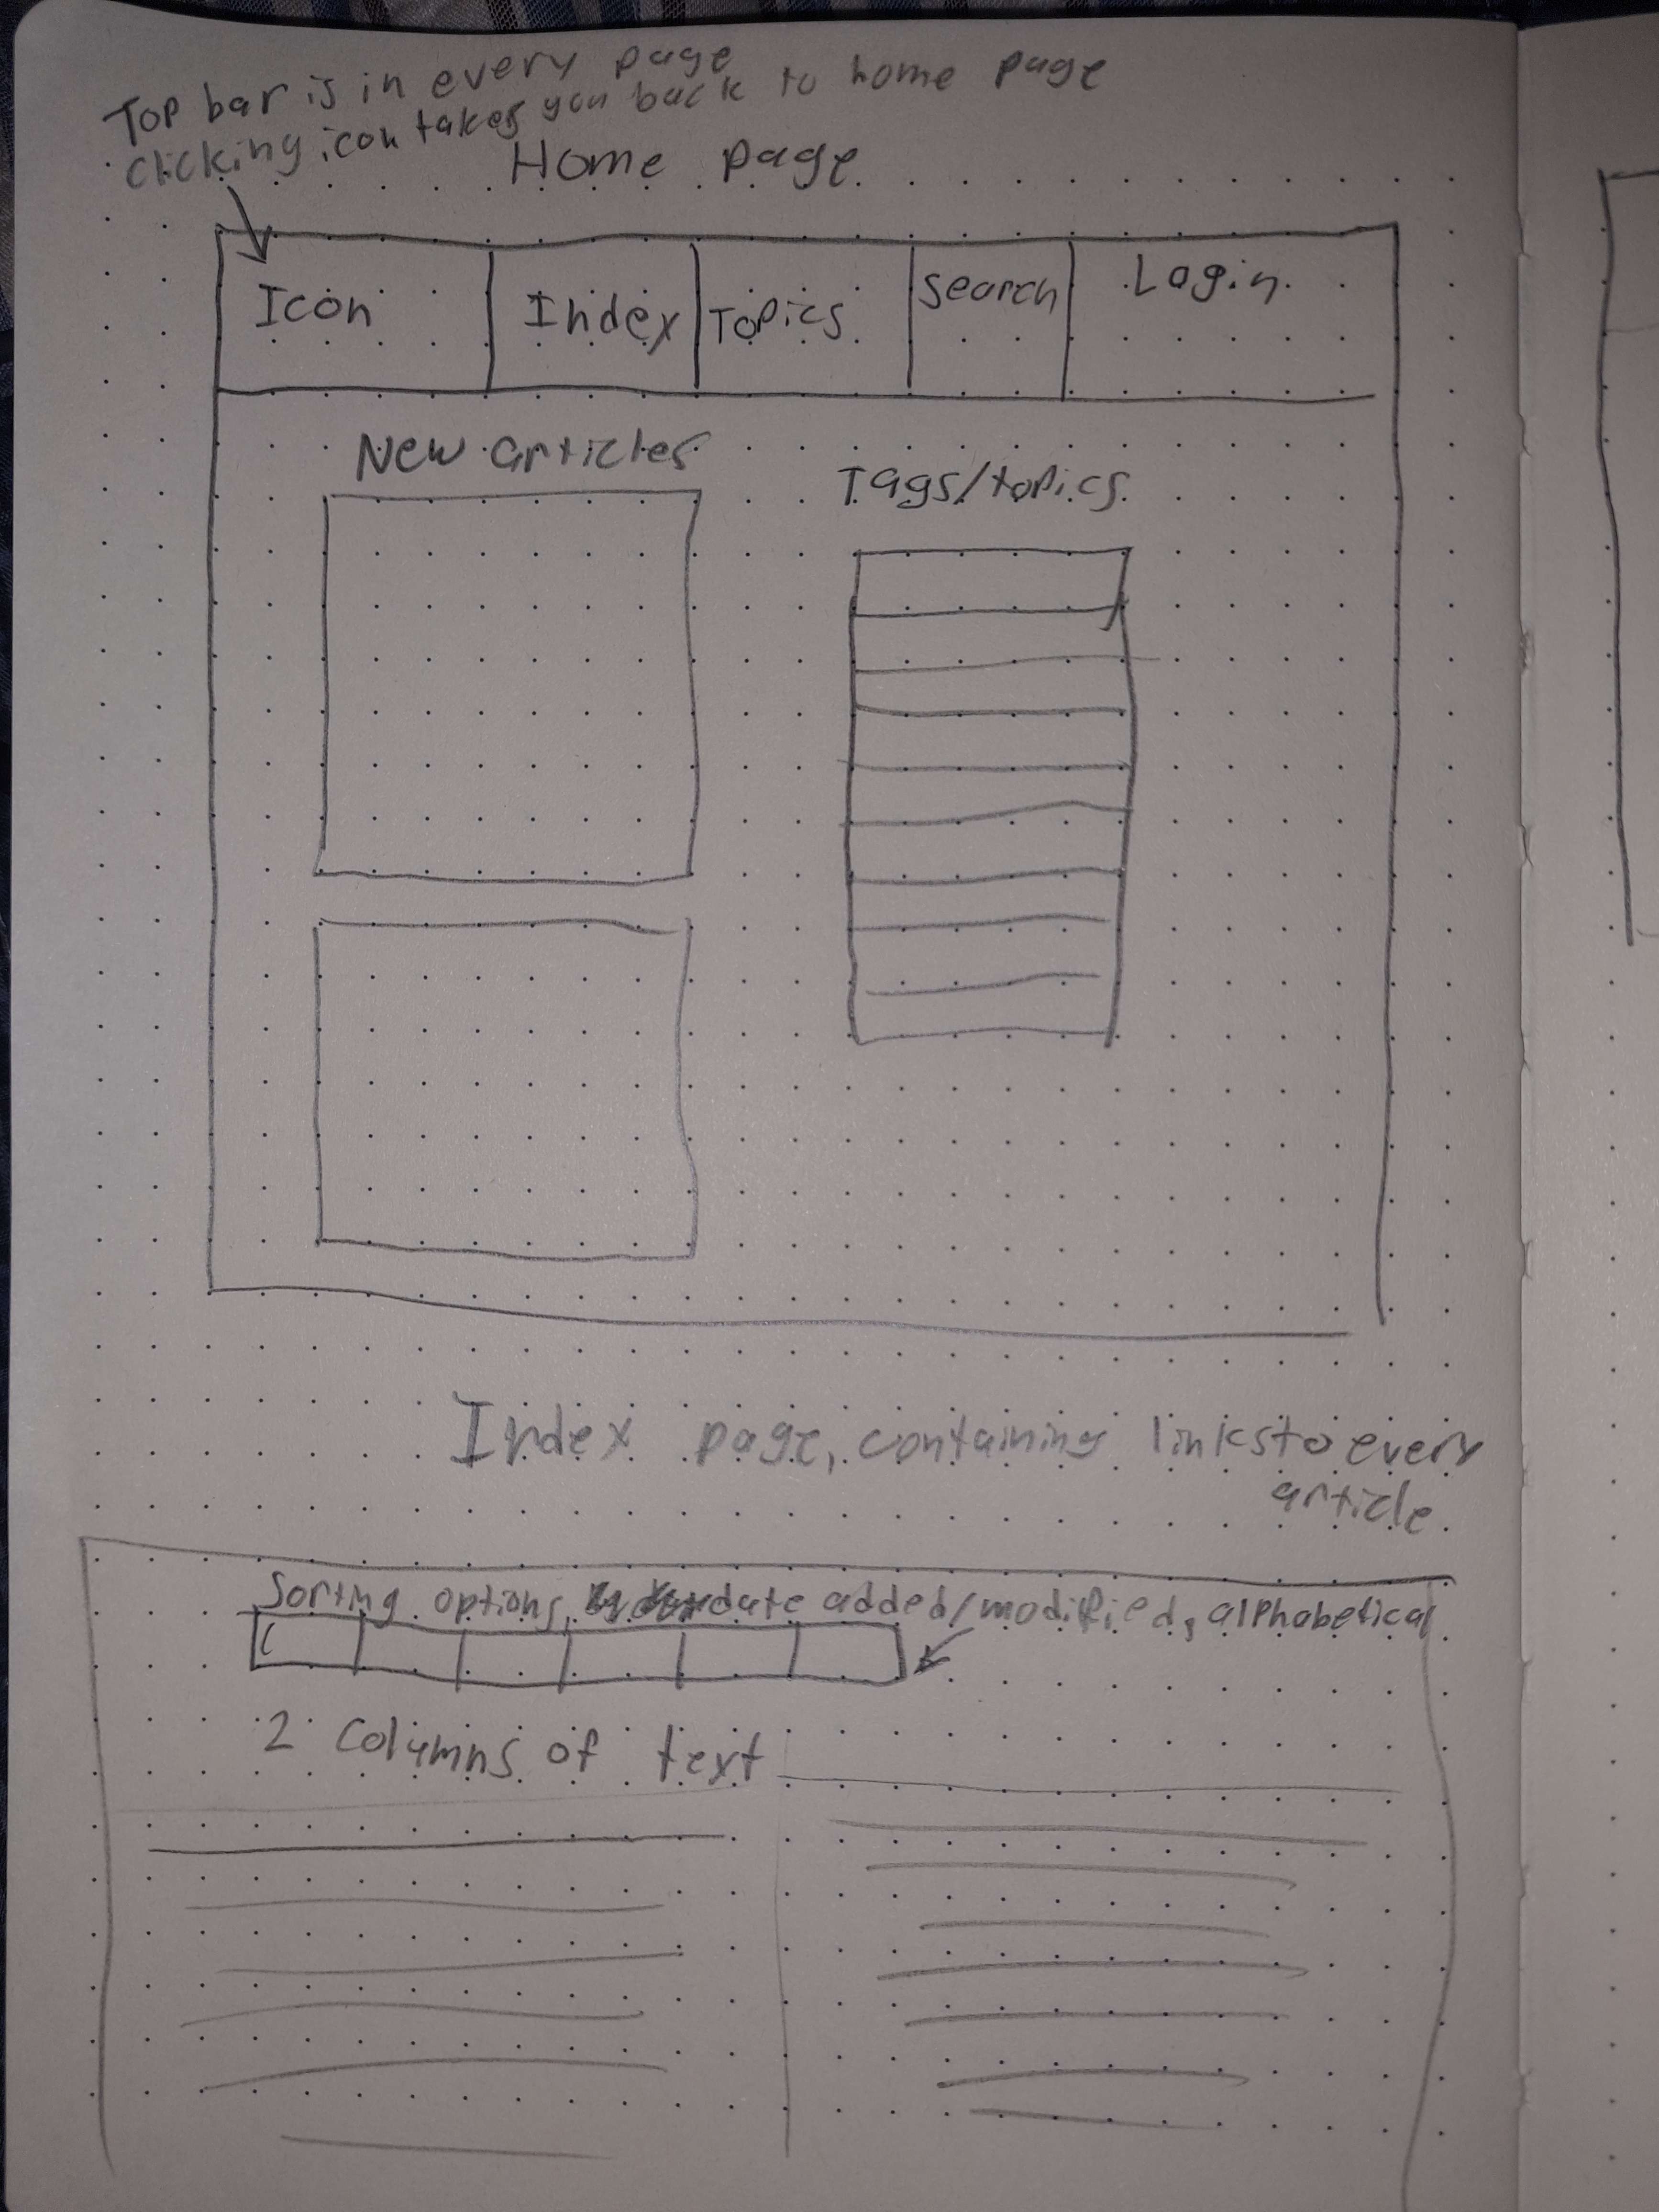 Top bar is in every page
clicking icon takes you back to home page
Home page
Icon
Index
Topics
Search
Login
New articles
Tags/topics
Index page, containing links to every
article.
Sorting options, date added/modified, alphabetical
2 columns of text